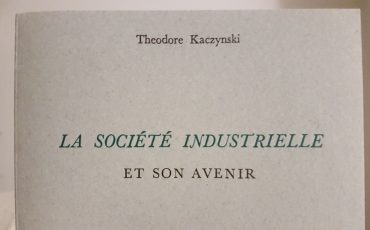 Theodore Kaczynski
LA SOCIÉTÉ INDUSTRIELLE
ET SON AVENIR